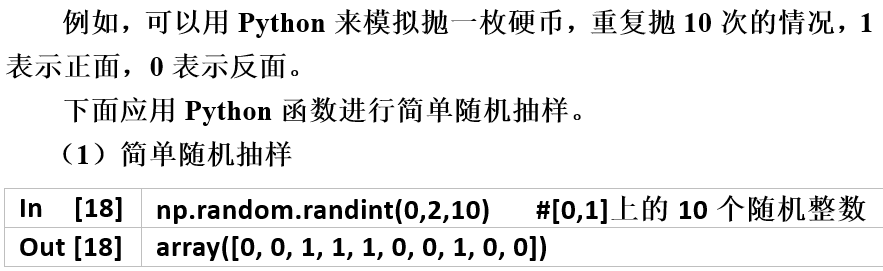 例如，可以用 Python 来模拟抛一枚硬币，重复抛 10 次的情况，1
表示正面，0 表示反面。
下面应用 Python 函数进行简单随机抽样。
（1）简单随机抽样
In [18] np.random.randint(0,2,10) #[0,1]上的 10 个随机整数
Out [18] array([0, 0, 1, 1, 1, 0, 0, 1, 0, 0])